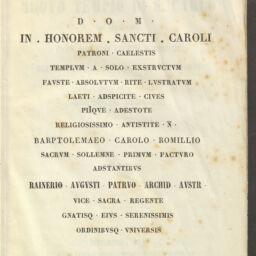 D · O · M ·
IN . HONOREM . SANCTI . CAROLI
PATRONI · CAELESTIS
TEMPLVM · A · SOLO · EXSTRVCTVM
FAVSTE · ABSOLVTVM · RITE · LVSTRATVM
LAETI · ADSPICITE · CIVES
PIIQVE · ADESTOTE
RELIGIOSISSIMO · ANTISTITE · N̄ ·
BARPTOLEMAEO · CAROLO · ROMILLIO
SACRVM · SOLLEMNE · PRIMVM · FACTVRO
ADSTANTIBVS
RAINERIO · AVGVSTI · PATRVO · ARCHID · AVSTR ·
VICE · SACRA · REGENTE
GNATISQ · EIVS · SERENISSIMIS
ORDINIBVSQ · VNIVERSIS